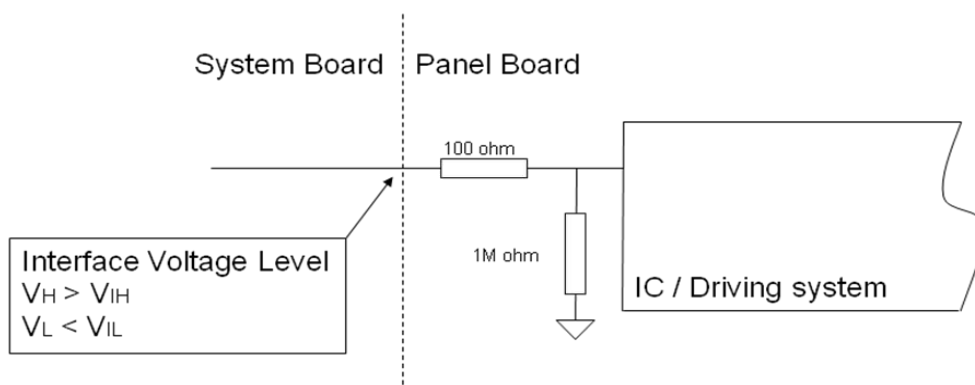 System Board
Panel Board
100 ohm
1M ohm
Interface Voltage Level
VH > VIH
VL < VIL
IC / Driving system